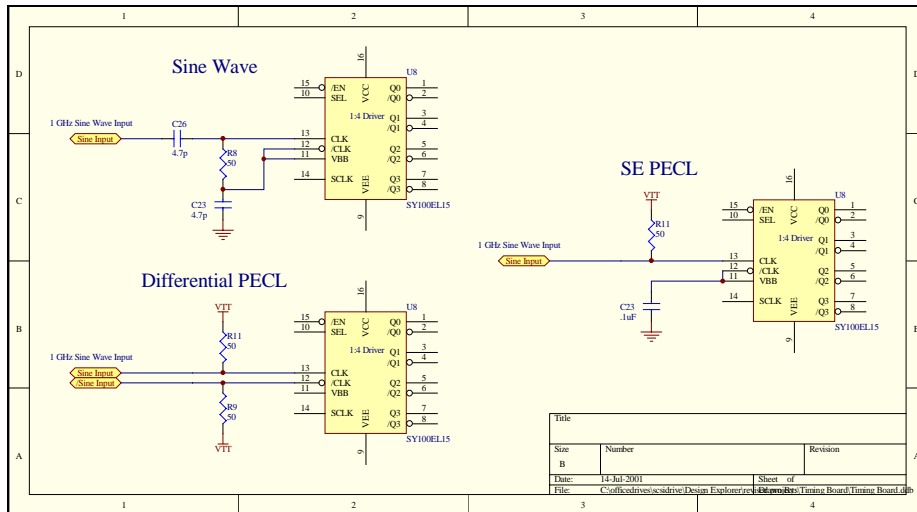 1
2
3
4
D
C
B
A
D
C
B
A
Sine Wave
1 GHz Sine Wave Input
Sine Input
C26
4.7p
R8
50
C23
4.7p
U8
16
15
/EN
10
SEL
VCC
1:4 Driver
13
CLK
12
/CLK
11
VBB
14
SCLK
VEE
9
Q0
1
/Q0
2
Q1
3
/Q1
4
Q2
5
/Q2
6
Q3
7
/Q3
8
SY100EL15
SE PECL
1 GHz Sine Wave Input
Sine Input
VTT
R11
50
C23
.1uF
U8
16
15
/EN
10
SEL
VCC
1:4 Driver
13
CLK
12
/CLK
11
VBB
14
SCLK
VEE
9
Q0
1
/Q0
2
Q1
3
/Q1
4
Q2
5
/Q2
6
Q3
7
/Q3
8
SY100EL15
Differential PECL
1 GHz Sine Wave Input
Sine Input
/Sine Input
VTT
R11
50
R9
50
VTT
U8
16
15
/EN
10
SEL
VCC
1:4 Driver
13
CLK
12
/CLK
11
VBB
14
SCLK
VEE
9
Q0
1
/Q0
2
Q1
3
/Q1
4
Q2
5
/Q2
6
Q3
7
/Q3
8
SY100EL15
Title
Size
B
Number
Revision
Date:
14-Jul-2001
Sheet of
File:
C:\officedrives\scsidrive\Design Explorer\ Timing Board\Timing Board.ddb
1
2
3
4